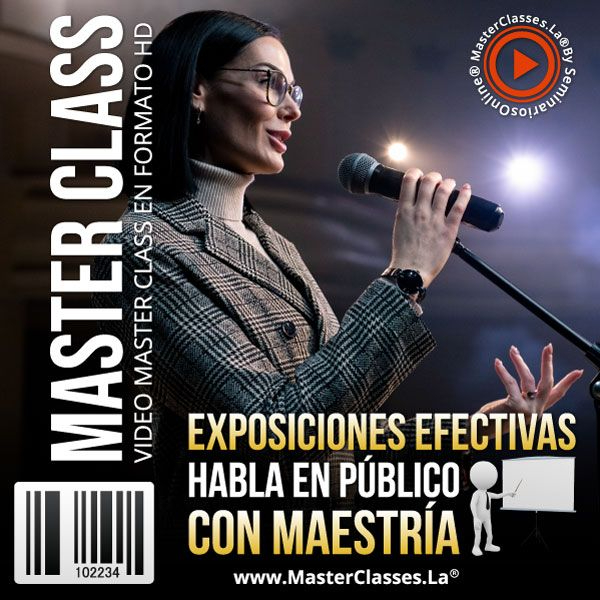 MASTER CLASS
VIDEO MASTER CLASS EN FORMATO HD
MasterClasses.La®By SeminariosOnline®
EXPOSICIONES EFECTIVAS
HABLA EN PÚBLICO
CON MAESTRÍA
102234
www.MasterClasses.La®